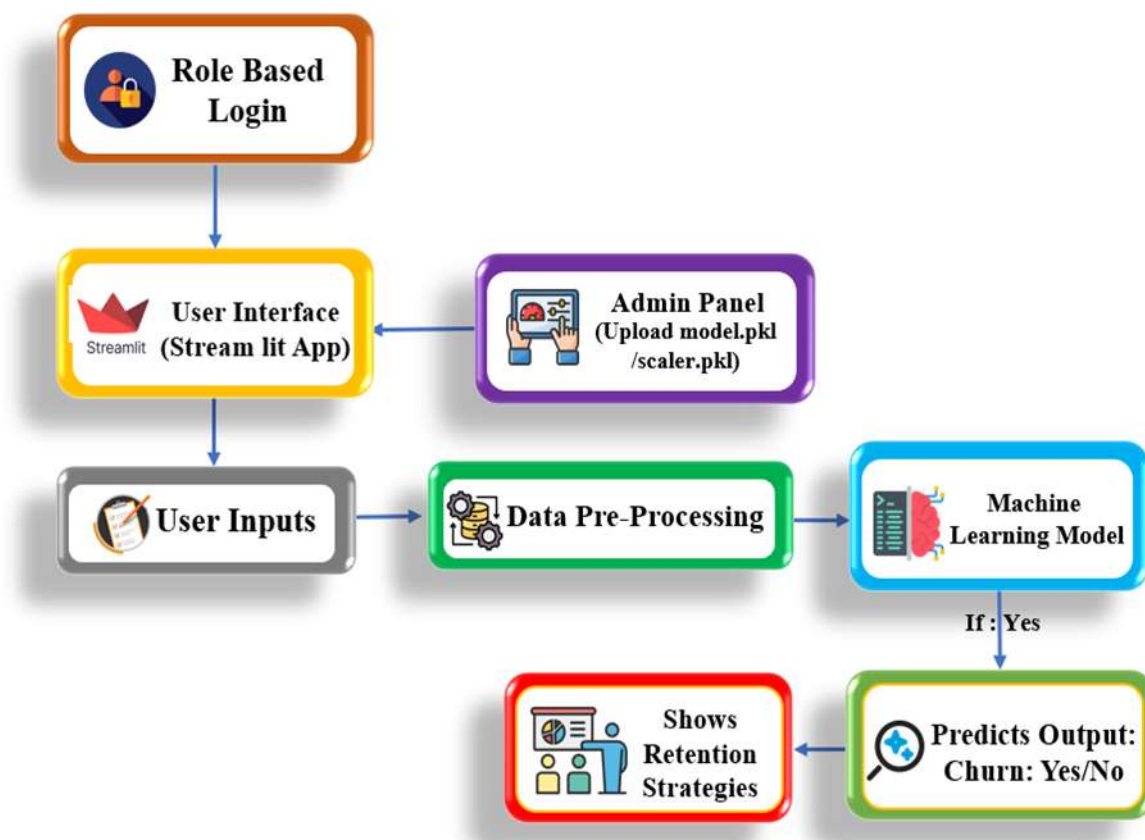 Role Based
Login
Streamlit
User Interface
(Stream lit App)
Admin Panel
(Upload model.pkl
/scaler.pkl)
User Inputs
Data Pre-Processing
Machine
Learning Model
If : Yes
Shows
Retention
Strategies
Predicts Output:
Churn: Yes/No